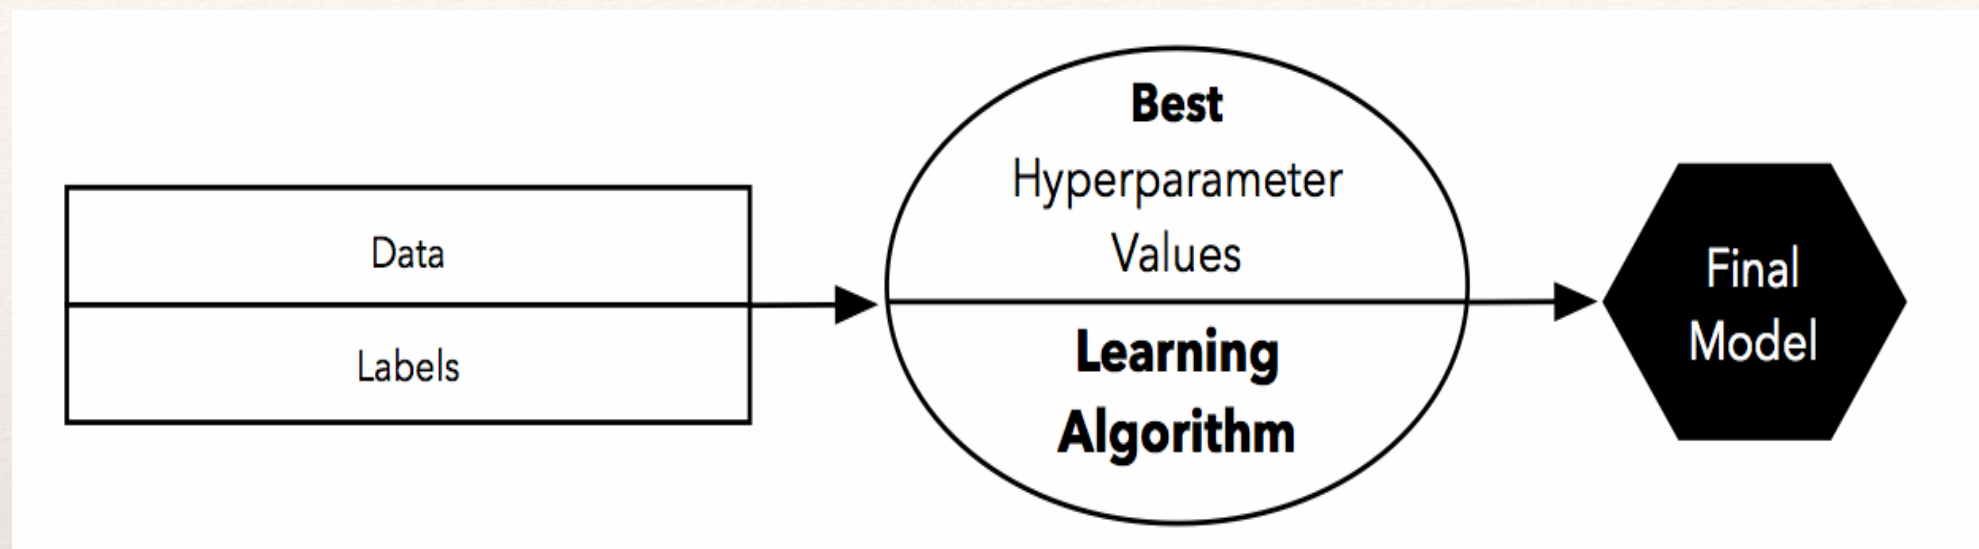 Data
Labels
Best
Hyperparameter
Values
Learning
Algorithm
Final
Model